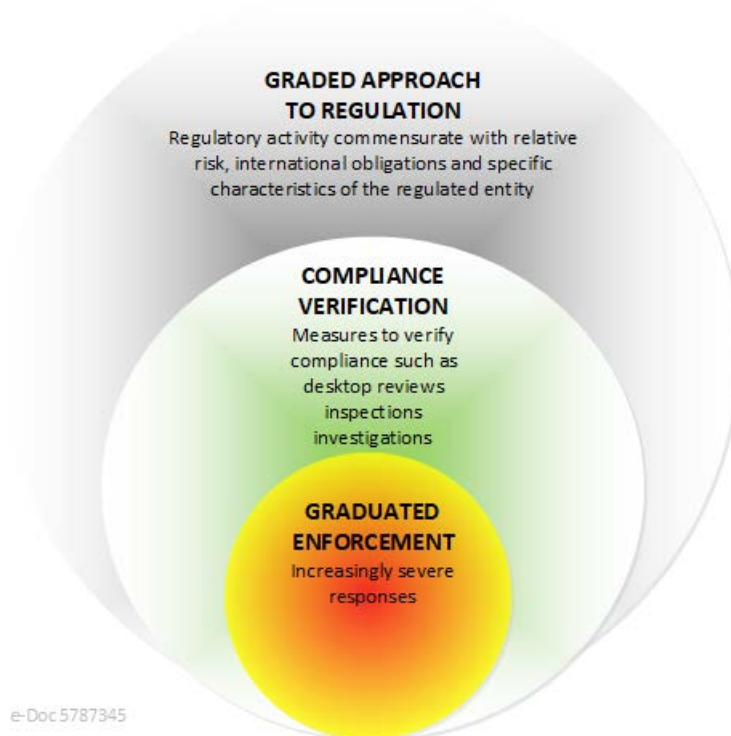 GRADED APPROACH
TO REGULATION
Regulatory activity commensurate with relative
risk, international obligations and specific
characteristics of the regulated entity
COMPLIANCE
VERIFICATION
Measures to verify
compliance such as
desktop reviews
inspections
investigations
GRADUATED
ENFORCEMENT
Increasingly severe
responses
e-Doc 5787345